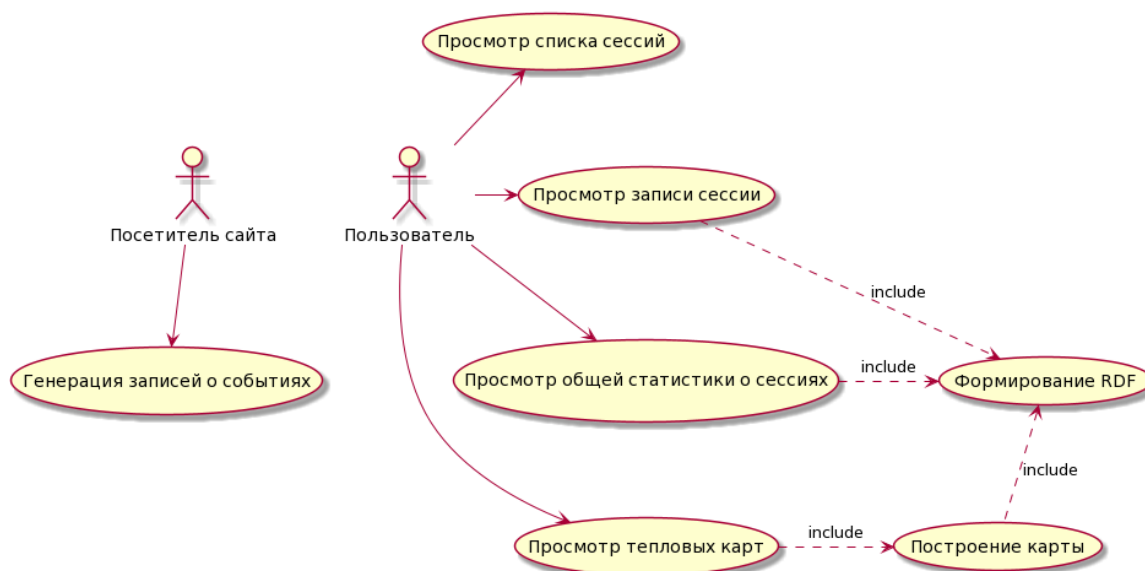 Просмотр списка сессий
Просмотр записи сессии
Посетитель сайта
Пользователь
include
include
Генерация записей о событиях
Просмотр общей статистики о сессиях
Формирование RDF
include
include
Просмотр тепловых карт
Построение карты